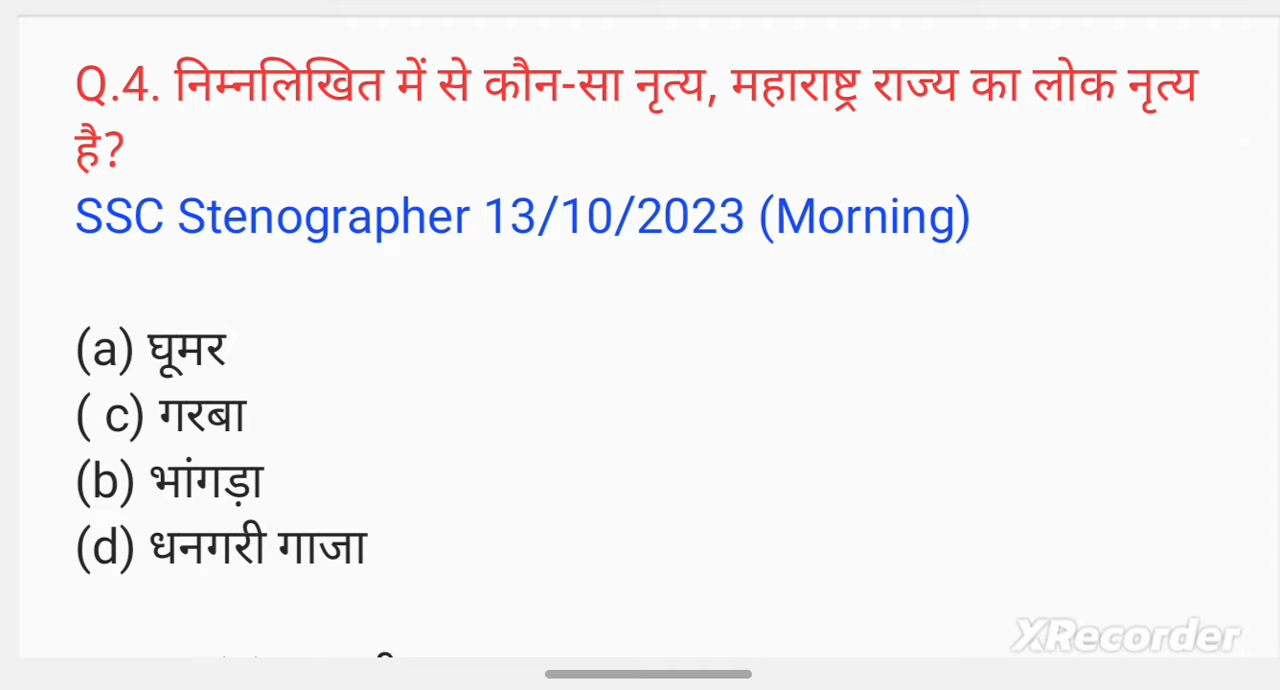 Q.4. निम्नलिखित में से कौन-सा नृत्य, महाराष्ट्र राज्य का लोक नृत्य
है?
SSC Stenographer 13/10/2023 (Morning)
(a) घूमर
( c) गरबा
(b) भांगड़ा
(d) धनगरी गाजा
XRecorder